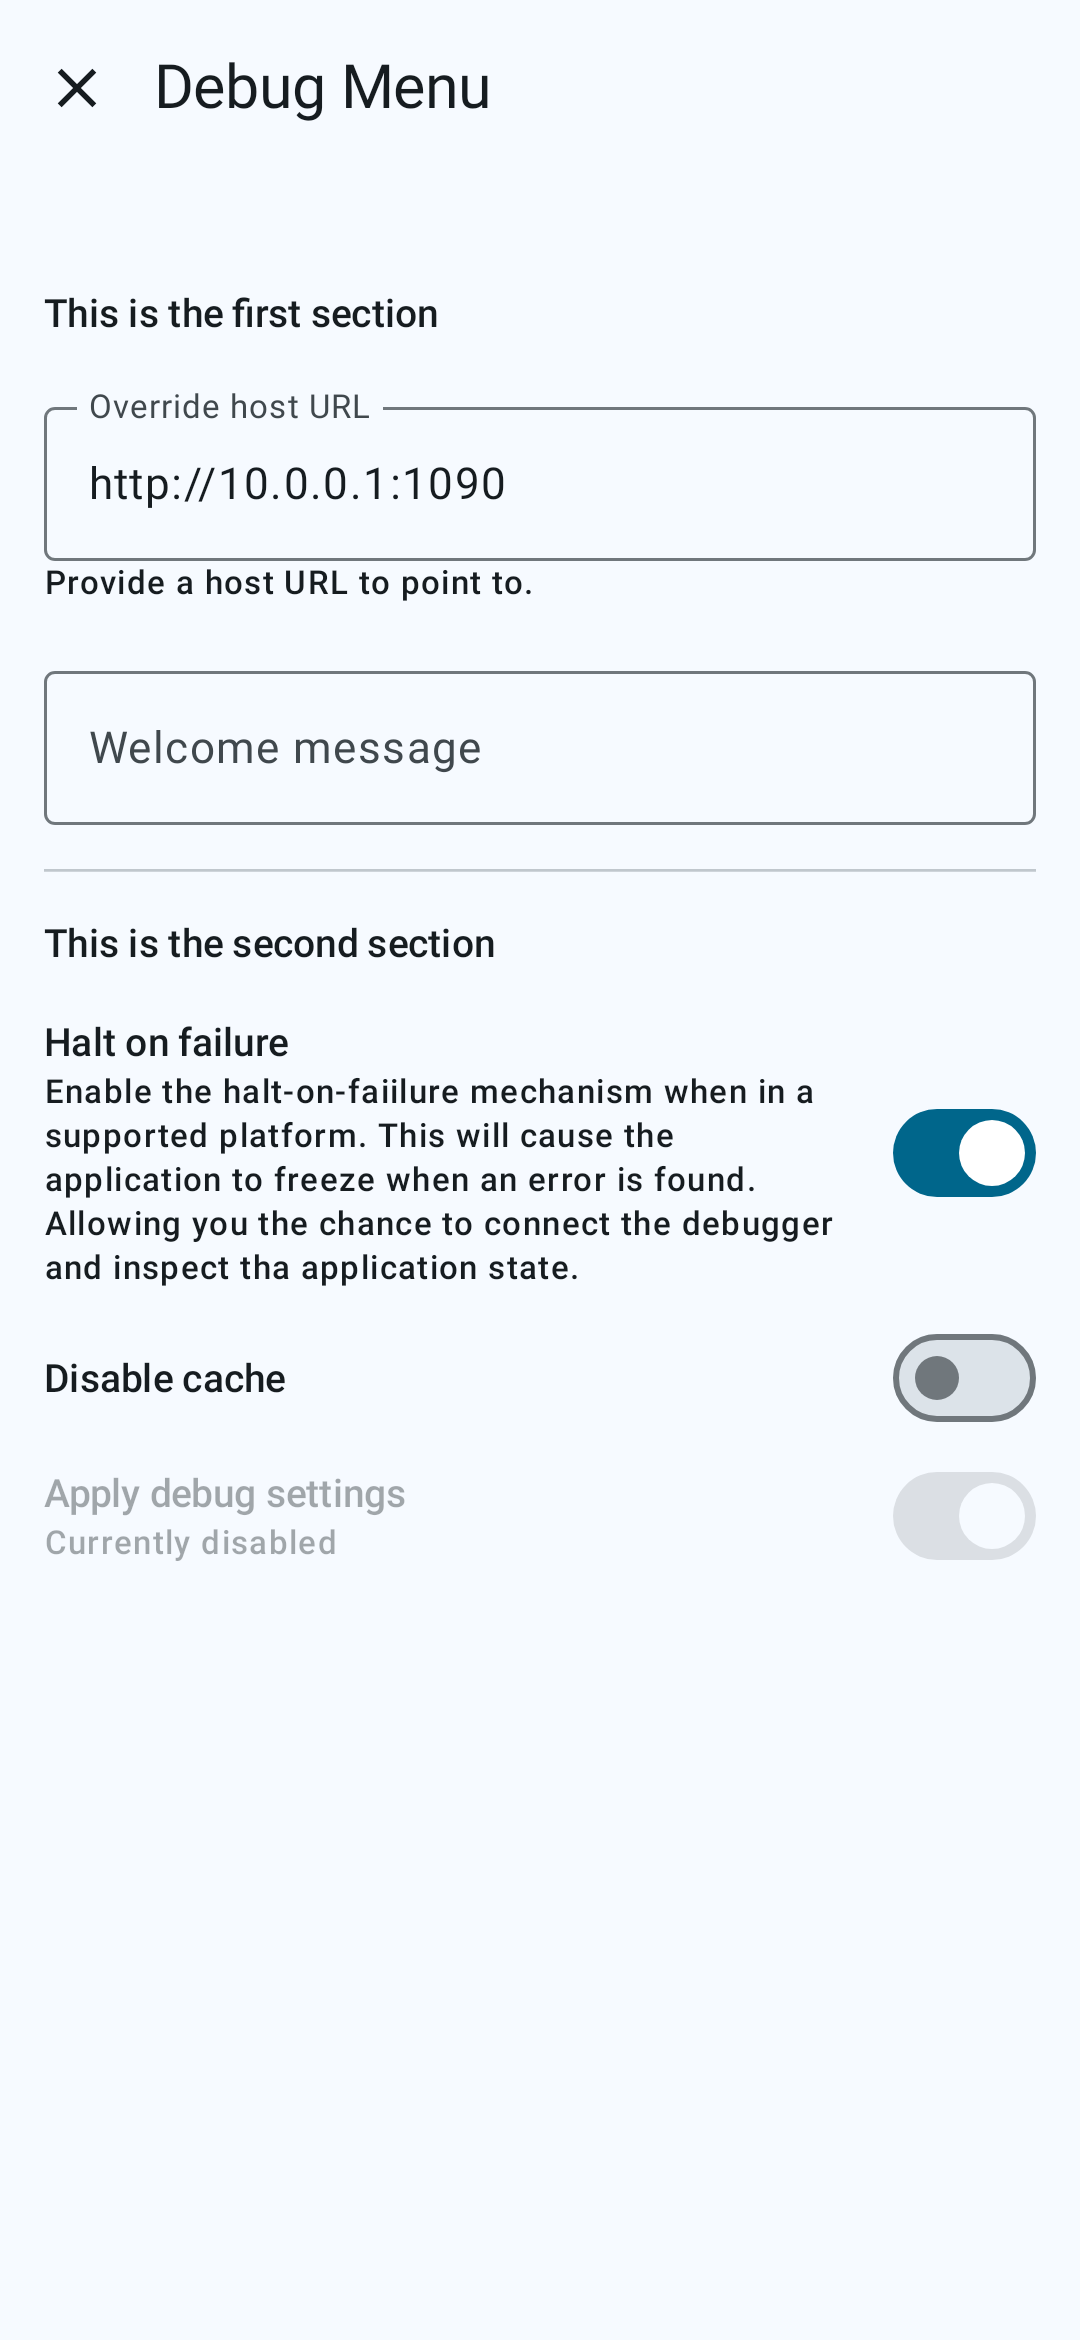 Debug Menu
This is the first section
Override host URL
http://10.0.0.1:1090
Provide a host URL to point to.
Welcome message
This is the second section
Halt on failure
Enable the halt-on-faiilure mechanism when in a
supported platform. This will cause the
application to freeze when an error is found.
Allowing you the chance to connect the debugger
and inspect tha application state.
Disable cache
Apply debug settings
Currently disabled